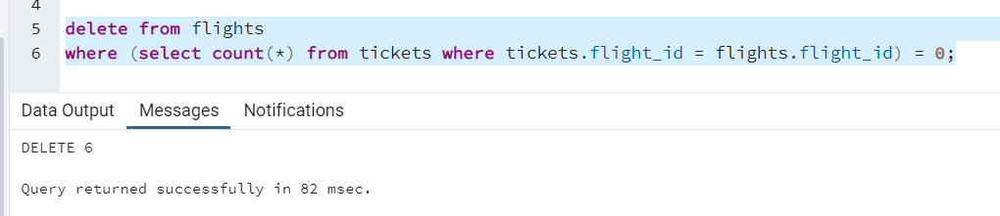 4
5 delete from flights
6 where (select count(*) from tickets where tickets.flight_id = flights.flight_id) = 0;
Data Output Messages Notifications
DELETE 6
Query returned successfully in 82 msec.